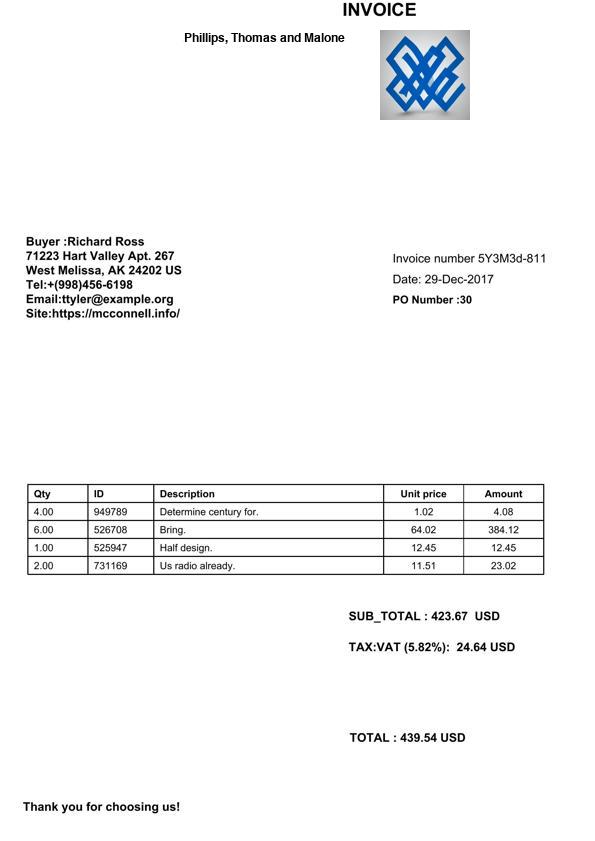 INVOICE
Phillips, Thomas and Malone
Buyer :Richard Ross
71223 Hart Valley Apt. 267
West Melissa, AK 24202 US
Tel:+(998)456-6198
Email:ttyler@example.org
Site:https://mcconnell.info/
Invoice number 5Y3M3d-811
Date: 29-Dec-2017
PO Number :30
Qty ID Description Unit price Amount
4.00 949789 Determine century for. 1.02 4.08
6.00 526708 Bring. 64.02 384.12
1.00 525947 Half design. 12.45 12.45
2.00 731169 Us radio already. 11.51 23.02
SUB_TOTAL : 423.67 USD
TAX:VAT (5.82%): 24.64 USD
TOTAL : 439.54 USD
Thank you for choosing us!